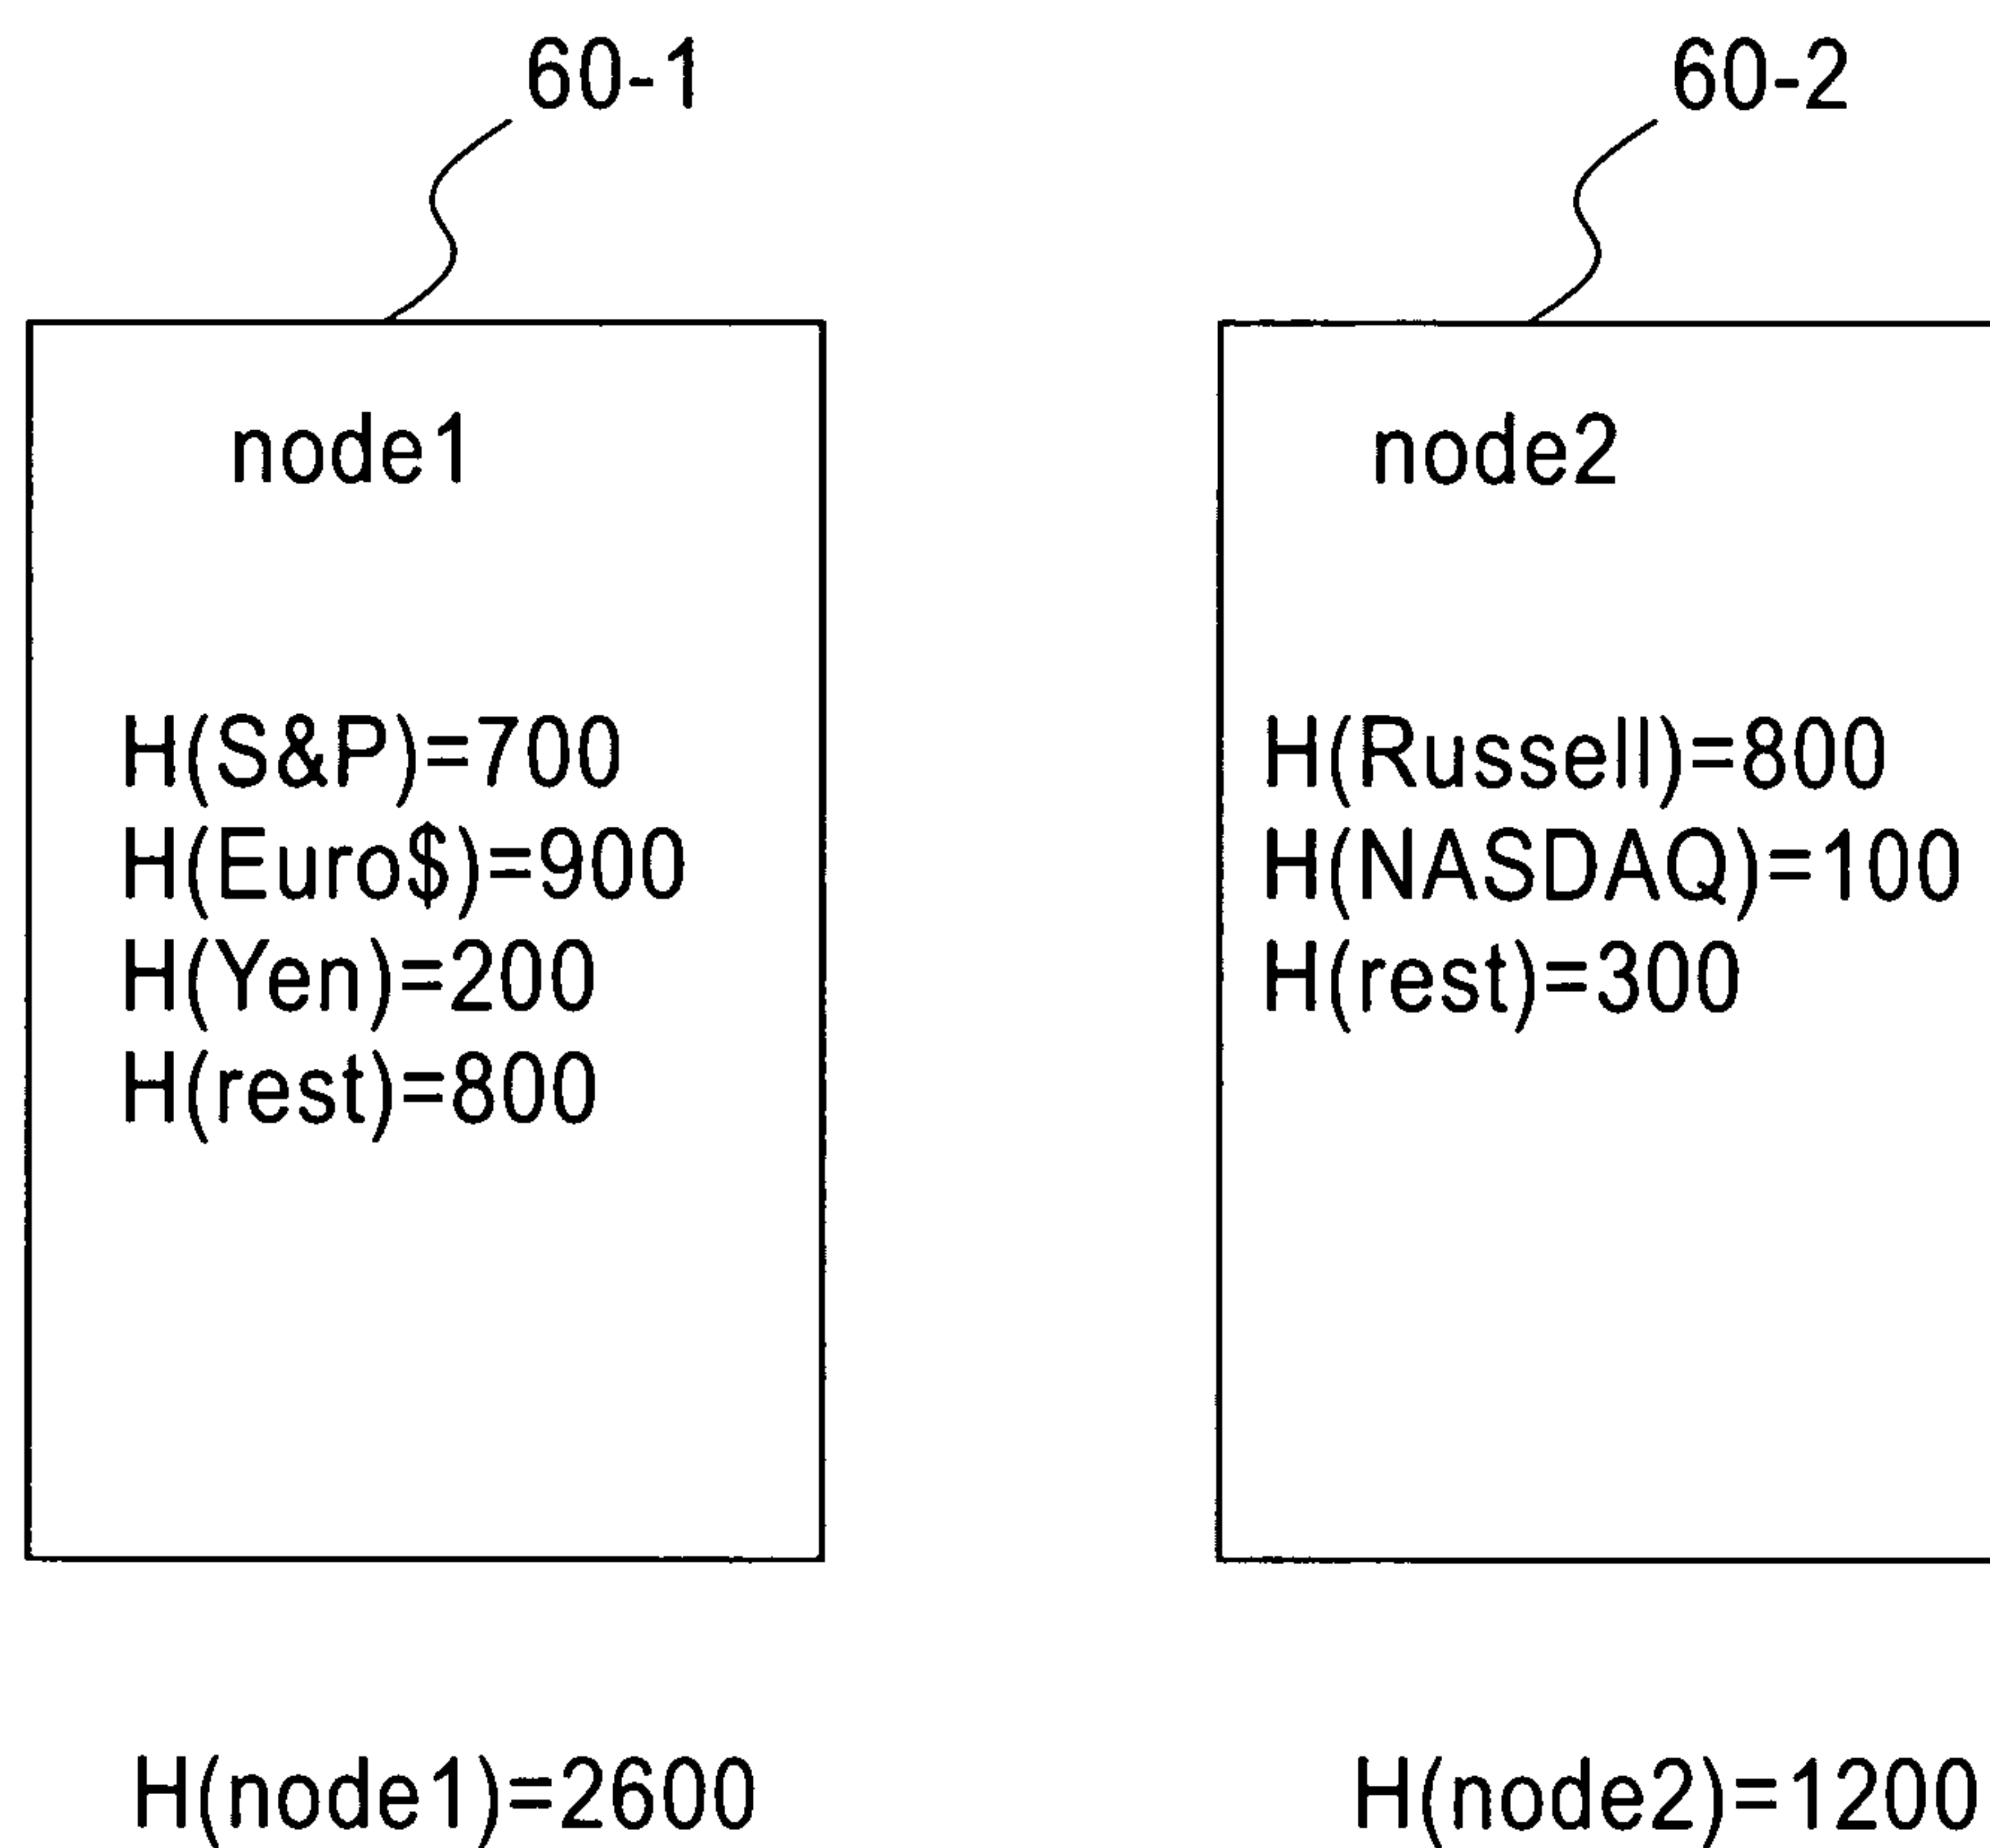 60-1
60-2
node1
H(S&P)=700
H(Euro$)=900
H(Yen)=200
H(rest)=800
H(node1)=2600
node2
H(Russell)=800
H(NASDAQ)=100
H(rest)=300
H(node2)=1200